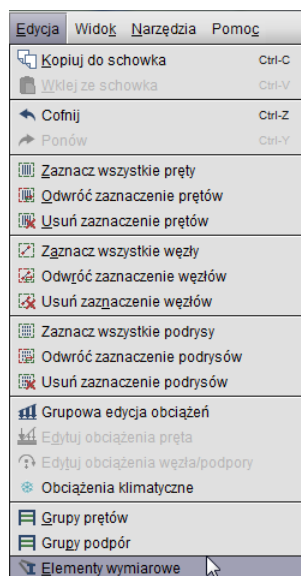 Edycja Widok Narzędzia Pomoc
Kopiuj do schowka Ctrl-C
Wklej ze schowka Ctrl-V
Cofnij Ctrl-Z
Ponów Ctrl-Y
Zaznacz wszystkie pręty
Odwróć zaznaczenie prętów
Usuń zaznaczenie prętów
Zaznacz wszystkie węzły
Odwróć zaznaczenie węzłów
Usuń zaznaczenie węzłów
Zaznacz wszystkie podrysy
Odwróć zaznaczenie podrysów
Usuń zaznaczenie podrysów
Grupowa edycja obciążeń
Edytuj obciążenia pręta
Edytuj obciążenia węzła/podpory
Obciążenia klimatyczne
Grupy prętów
Grupy podpór
Elementy wymiarowe